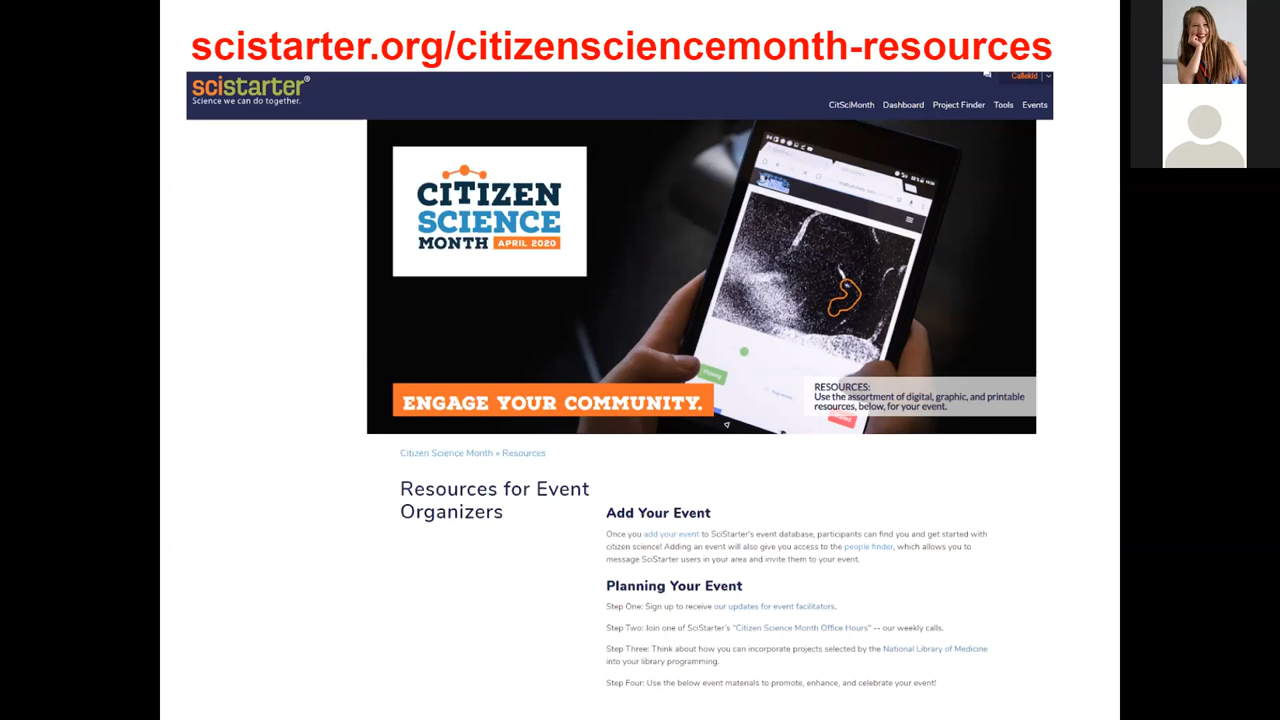 scistarter.org/citizensciencemonth-resources
scistarter®
Science we can do together.
Callekid
CitSciMonth Dashboard Project Finder Tools Events
CITIZEN
SCIENCE
MONTH APRIL 2020
ENGAGE YOUR COMMUNITY.
RESOURCES:
Use the assortment of digital, graphic, and printable
resources, below, for your event.
Citizen Science Month » Resources
Resources for Event
Organizers
Add Your Event
Once you add your event to SciStarter's event database, participants can find you and get started with
citizen science! Adding an event will also give you access to the people finder, which allows you to
message SciStarter users in your area and invite them to your event.
Planning Your Event
Step One: Sign up to receive our updates for event facilitators.
Step Two: Join one of SciStarter's "Citizen Science Month Office Hours" -- our weekly calls.
Step Three: Think about how you can incorporate projects selected by the National Library of Medicine
into your library programming.
Step Four: Use the below event materials to promote, enhance, and celebrate your event!